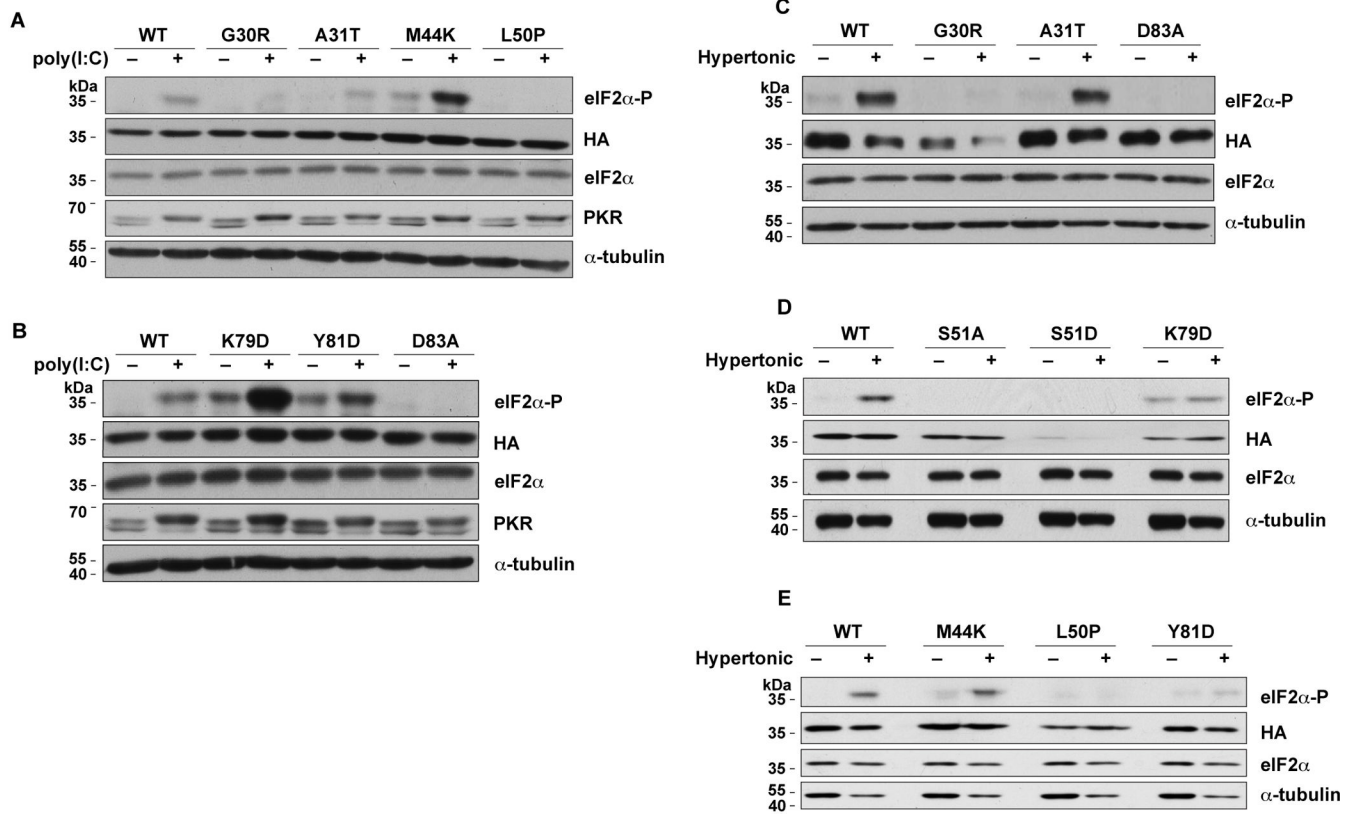 A
WT G30R A31T M44K L50P
poly(I:C) – + – + – + – + – +
kDa
35 - eIF2α-P
35 - HA
35 - eIF2α
70 - PKR
55 - α-tubulin
40 -
B
WT K79D Y81D D83A
poly(I:C) – + – + – + – +
kDa
35 - eIF2α-P
35 - HA
35 - eIF2α
70 - PKR
55 - α-tubulin
40 -
C
WT G30R A31T D83A
Hypertonic – + – + – + – +
kDa
35 - eIF2α-P
35 - HA
35 - eIF2α
55 - α-tubulin
40 -
D
WT S51A S51D K79D
Hypertonic – + – + – + – +
kDa
35 - eIF2α-P
35 - HA
35 - eIF2α
55 - α-tubulin
40 -
E
WT M44K L50P Y81D
Hypertonic – + – + – + – +
kDa
35 - eIF2α-P
35 - HA
35 - eIF2α
55 - α-tubulin
40 -